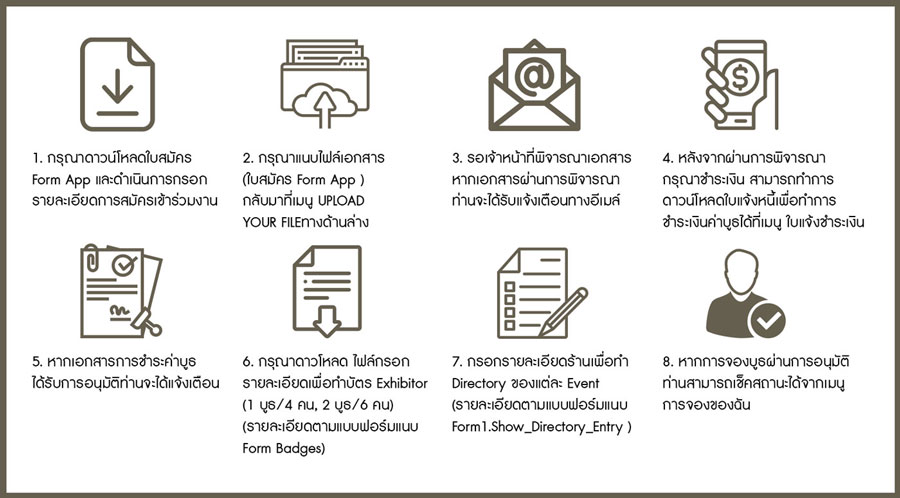 1. กรุณาดาวน์โหลดใบสมัคร
Form App และดำเนินการกรอก
รายละเอียดการสมัครเข้าร่วมงาน
2. กรุณาแนบไฟล์เอกสาร
(ใบสมัคร Form App )
กลับมาที่เมนู UPLOAD
YOUR FILEทางด้านล่าง
3. รอเจ้าหน้าที่พิจารณาเอกสาร
หากเอกสารผ่านการพิจารณา
ท่านจะได้รับแจ้งเตือนทางอีเมล์
4. หลังจากผ่านการพิจารณา
กรุณาชำระเงิน สามารถทำการ
ดาวน์โหลดใบแจ้งหนี้เพื่อทำการ
ชำระเงินค่าบูธได้ที่เมนู ใบแจ้งชำระเงิน
5. หากเอกสารการชำระค่าบูธ
ได้รับการอนุมัติท่านจะได้แจ้งเตือน
6. กรุณาดาวโหลด ไฟล์กรอก
รายละเอียดเพื่อทำบัตร Exhibitor
(1 บูธ/4 คน, 2 บูธ/6 คน)
(รายละเอียดตามแบบฟอร์มแนบ
Form Badges)
7. กรอกรายละเอียดร้านเพื่อทำ
Directory ของแต่ละ Event
(รายละเอียดตามแบบฟอร์มแนบ
Form1.Show_Directory_Entry )
8. หากการจองบูธผ่านการอนุมัติ
ท่านสามารถเช็คสถานะได้จากเมนู
การจองของฉัน